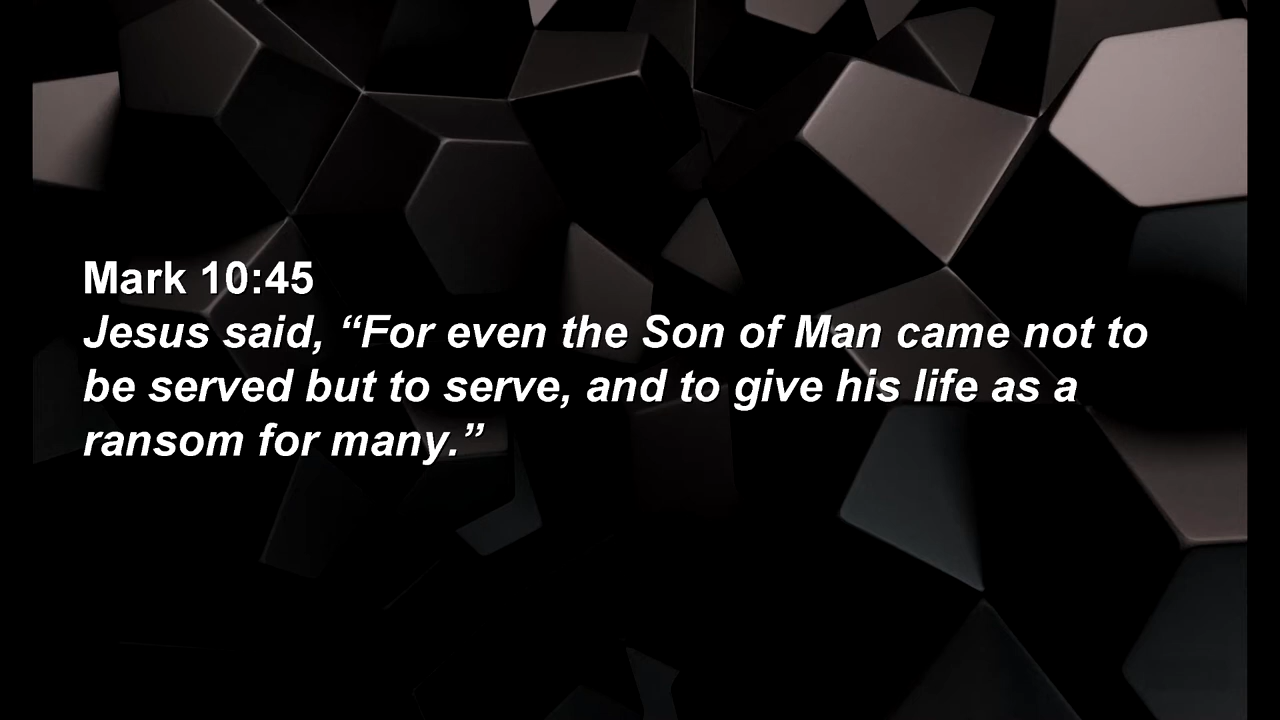 Mark 10:45
Jesus said, “For even the Son of Man came not to
be served but to serve, and to give his life as a
ransom for many.”